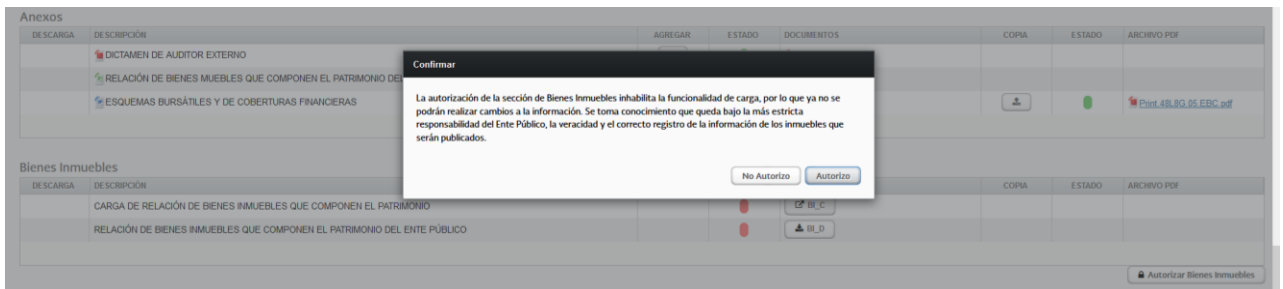 Anexos
DESCARGA DESCRIPCIÓN AGREGAR ESTADO DOCUMENTOS COPIA ESTADO ARCHIVO PDF
DICTAMEN DE AUDITOR EXTERNO
Confirmar
RELACIÓN DE BIENES MUEBLES QUE COMPONEN EL PATRIMONIO DEL
La autorización de la sección de Bienes Inmuebles inhabilita la funcionalidad de carga, por lo que ya no se
podrán realizar cambios a la información. Se toma conocimiento que queda bajo la más estricta
responsabilidad del Ente Público, la veracidad y el correcto registro de la información de los inmuebles que
serán publicados.
ESQUEMAS BURSÁTILES Y DE COBERTURAS FINANCIERAS Print.48L8G.05.EBC.pdf
No Autorizo Autorizo
Bienes Inmuebles
DESCARGA DESCRIPCIÓN COPIA ESTADO ARCHIVO PDF
CARGA DE RELACIÓN DE BIENES INMUEBLES QUE COMPONEN EL PATRIMONIO BI_C
RELACIÓN DE BIENES INMUEBLES QUE COMPONEN EL PATRIMONIO DEL ENTE PÚBLICO BI_D
Autorizar Bienes Inmuebles